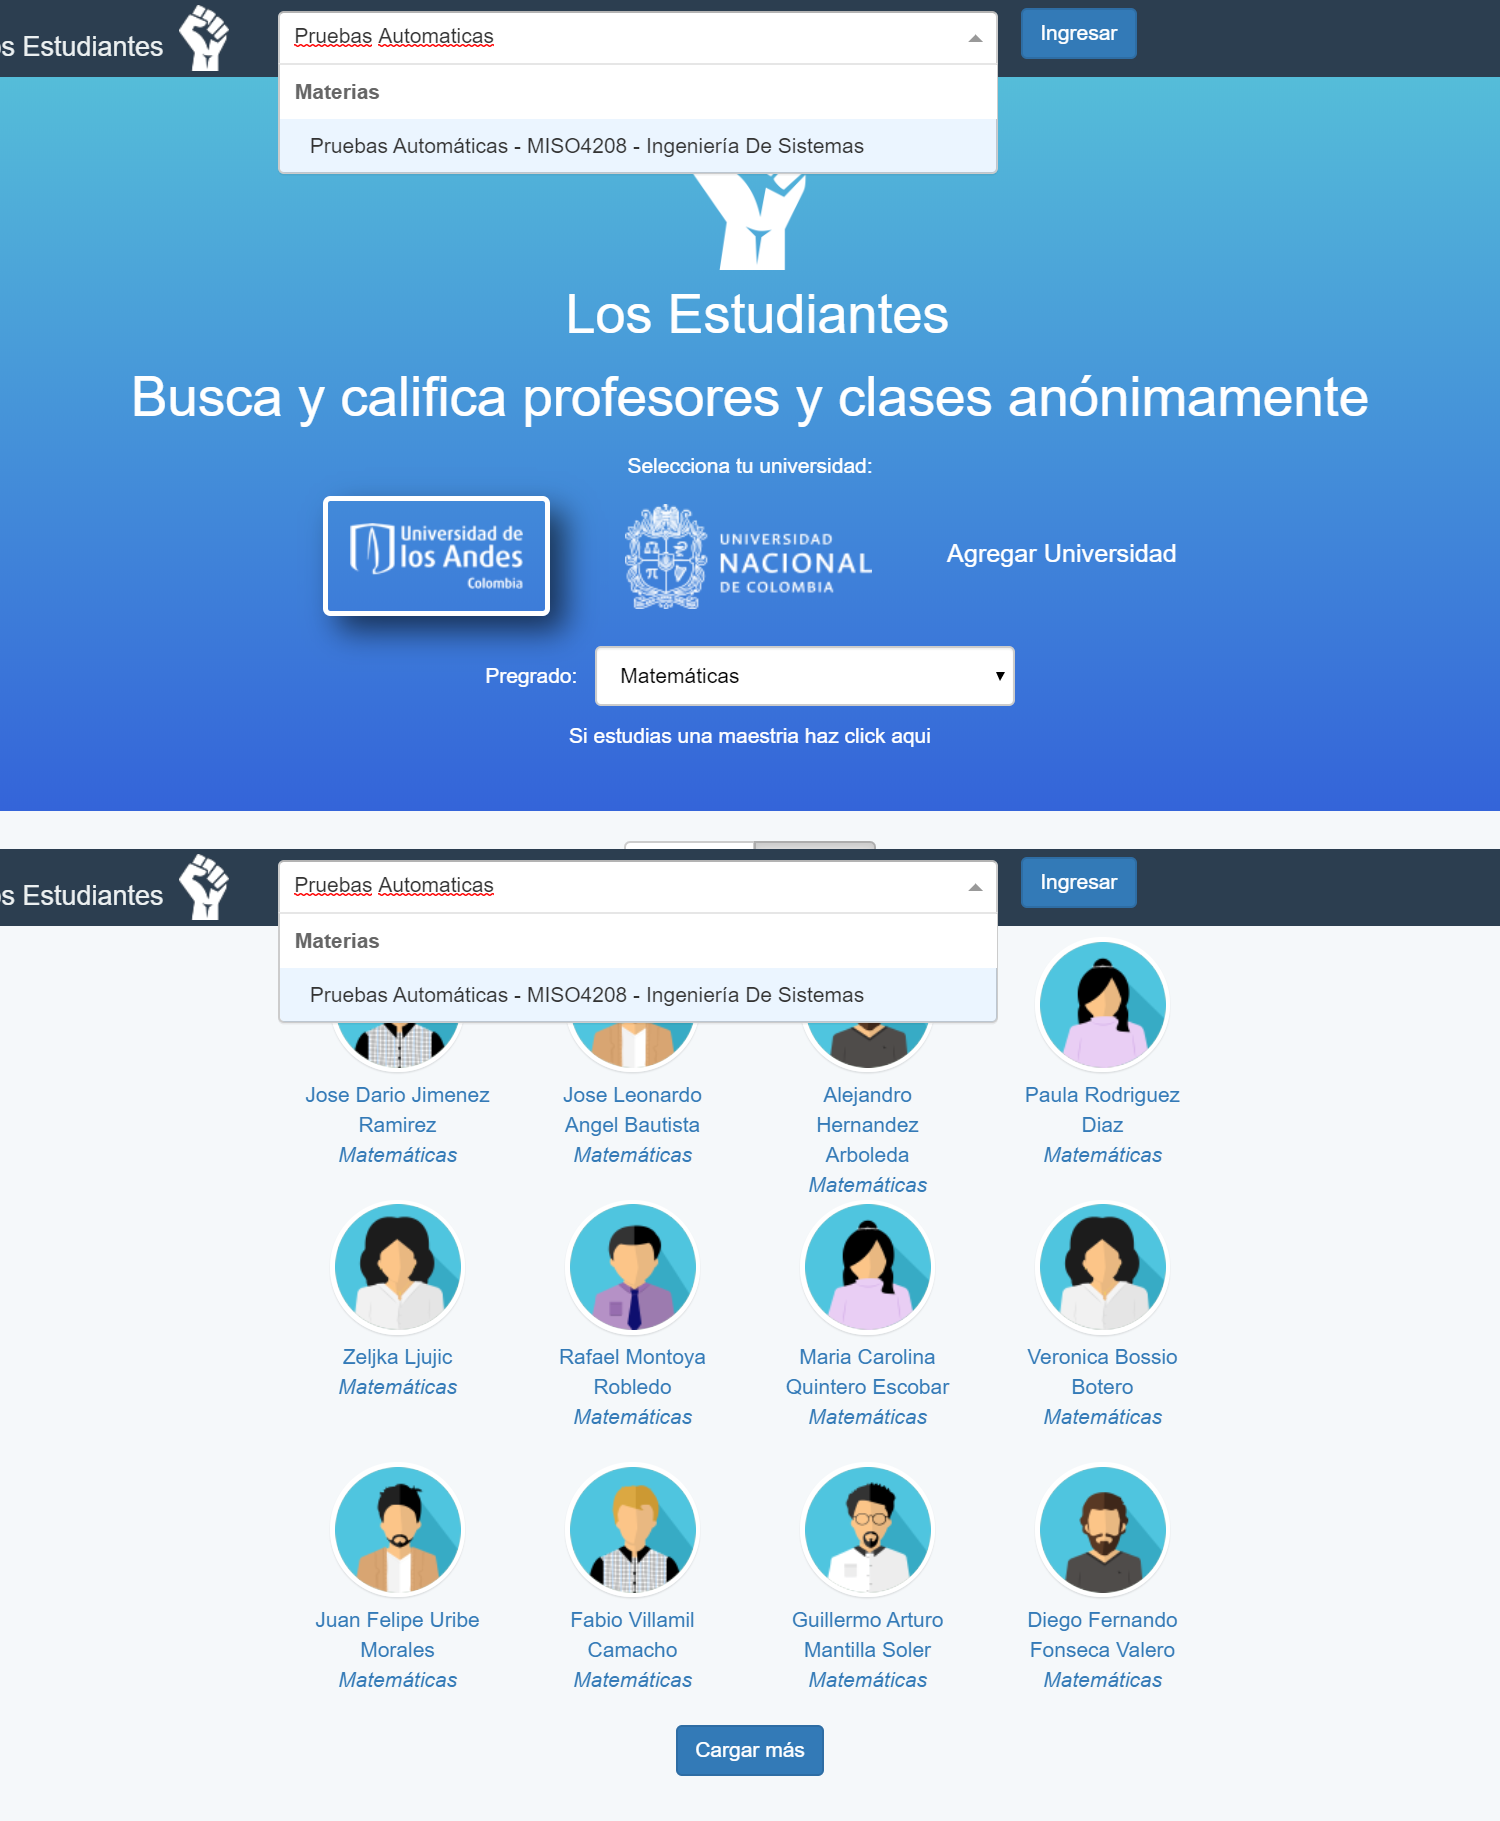 s Estudiantes
Pruebas Automaticas
Ingresar
Materias
Pruebas Automáticas - MISO4208 - Ingeniería De Sistemas
Los Estudiantes
Busca y califica profesores y clases anónimamente
Selecciona tu universidad:
Universidad de
los Andes
Colombia
UNIVERSIDAD
NACIONAL
DE COLOMBIA
Agregar Universidad
Pregrado:
Matemáticas
Si estudias una maestria haz click aqui
s Estudiantes
Pruebas Automaticas
Ingresar
Materias
Pruebas Automáticas - MISO4208 - Ingeniería De Sistemas
Jose Dario Jimenez
Ramirez
Matemáticas
Jose Leonardo
Angel Bautista
Matemáticas
Alejandro
Hernandez
Arboleda
Matemáticas
Paula Rodriguez
Diaz
Matemáticas
Zeljka Ljujic
Matemáticas
Rafael Montoya
Robledo
Matemáticas
Maria Carolina
Quintero Escobar
Matemáticas
Veronica Bossio
Botero
Matemáticas
Juan Felipe Uribe
Morales
Matemáticas
Fabio Villamil
Camacho
Matemáticas
Guillermo Arturo
Mantilla Soler
Matemáticas
Diego Fernando
Fonseca Valero
Matemáticas
Cargar más